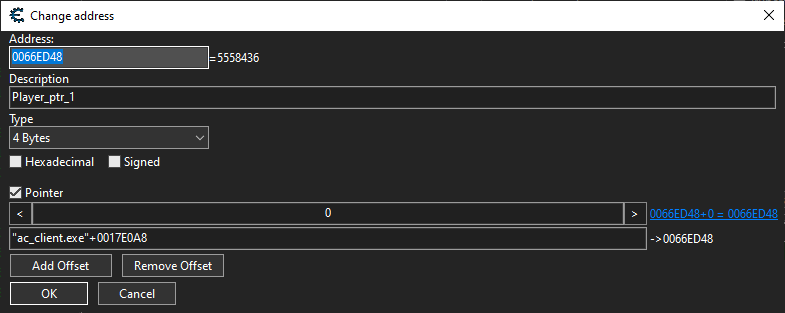 Change address
Address:
0066ED48 =5558436
Description
Player_ptr_1
Type
4 Bytes
Hexadecimal Signed
Pointer
< 0 > 0066ED48+0 = 0066ED48
"ac_client.exe"+0017E0A8 ->0066ED48
Add Offset Remove Offset
OK Cancel